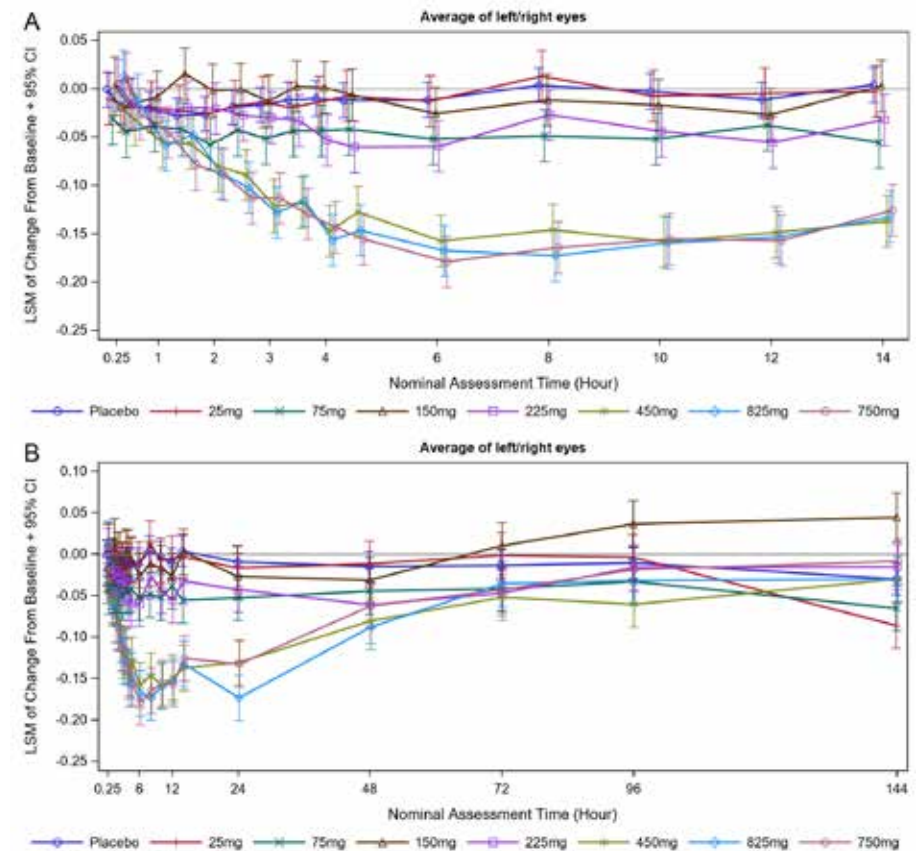 A
Average of left/right eyes
LSM of Change From Baseline + 95% CI
0.05
0.00
-0.05
-0.10
-0.15
-0.20
-0.25
0.25 1 2 3 4 6 8 10 12 14
Nominal Assessment Time (Hour)
Placebo 25mg 75mg 150mg 225mg 450mg 825mg 750mg
B
Average of left/right eyes
LSM of Change From Baseline + 95% CI
0.10
0.05
0.00
-0.05
-0.10
-0.15
-0.20
-0.25
0.25 6 12 24 48 72 96 144
Nominal Assessment Time (Hour)
Placebo 25mg 75mg 150mg 225mg 450mg 825mg 750mg